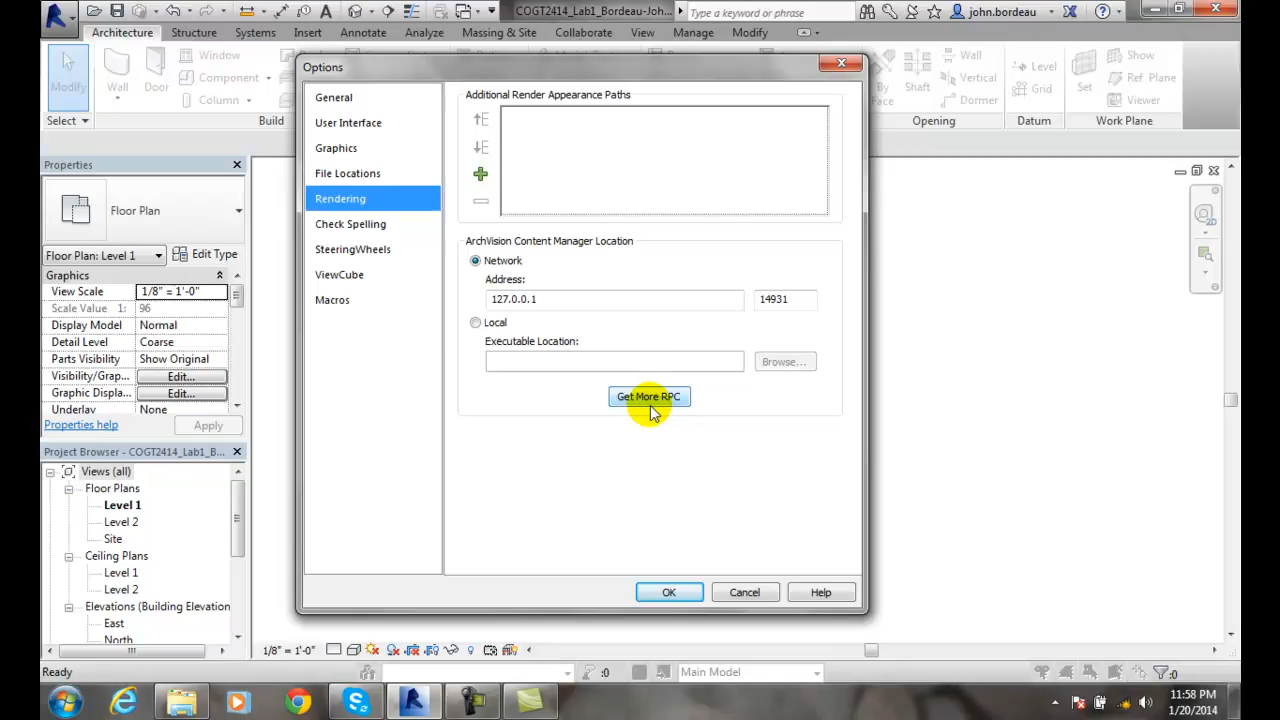 COGT2414_Lab1_Bordeau-Joh...
Type a keyword or phrase
john.bordeau
Architecture
Structure
Systems
Insert
Annotate
Analyze
Massing & Site
Collaborate
View
Manage
Modify
Modify
Wall
Door
Window
Component
Column
Face
Shaft
Wall
Vertical
Dormer
Level
Grid
Set
Show
Ref Plane
Viewer
Select
Build
Opening
Datum
Work Plane
Options
General
User Interface
Graphics
File Locations
Rendering
Check Spelling
SteeringWheels
ViewCube
Macros
Additional Render Appearance Paths
ArchVision Content Manager Location
Network
Address:
127.0.0.1
14931
Local
Executable Location:
Browse...
Get More RPC
OK
Cancel
Help
Properties
Floor Plan
Floor Plan: Level 1
Edit Type
Graphics
View Scale 1/8" = 1'-0"
Scale Value 1: 96
Display Model Normal
Detail Level Coarse
Parts Visibility Show Original
Visibility/Grap... Edit...
Graphic Displa... Edit...
Underlay None
Properties help
Apply
Project Browser - COGT2414_Lab1_B...
Views (all)
Floor Plans
Level 1
Level 2
Site
Ceiling Plans
Level 1
Level 2
Elevations (Building Elevation
East
North
1/8" = 1'-0"
Ready
:0
Main Model
:0
11:58 PM
1/20/2014